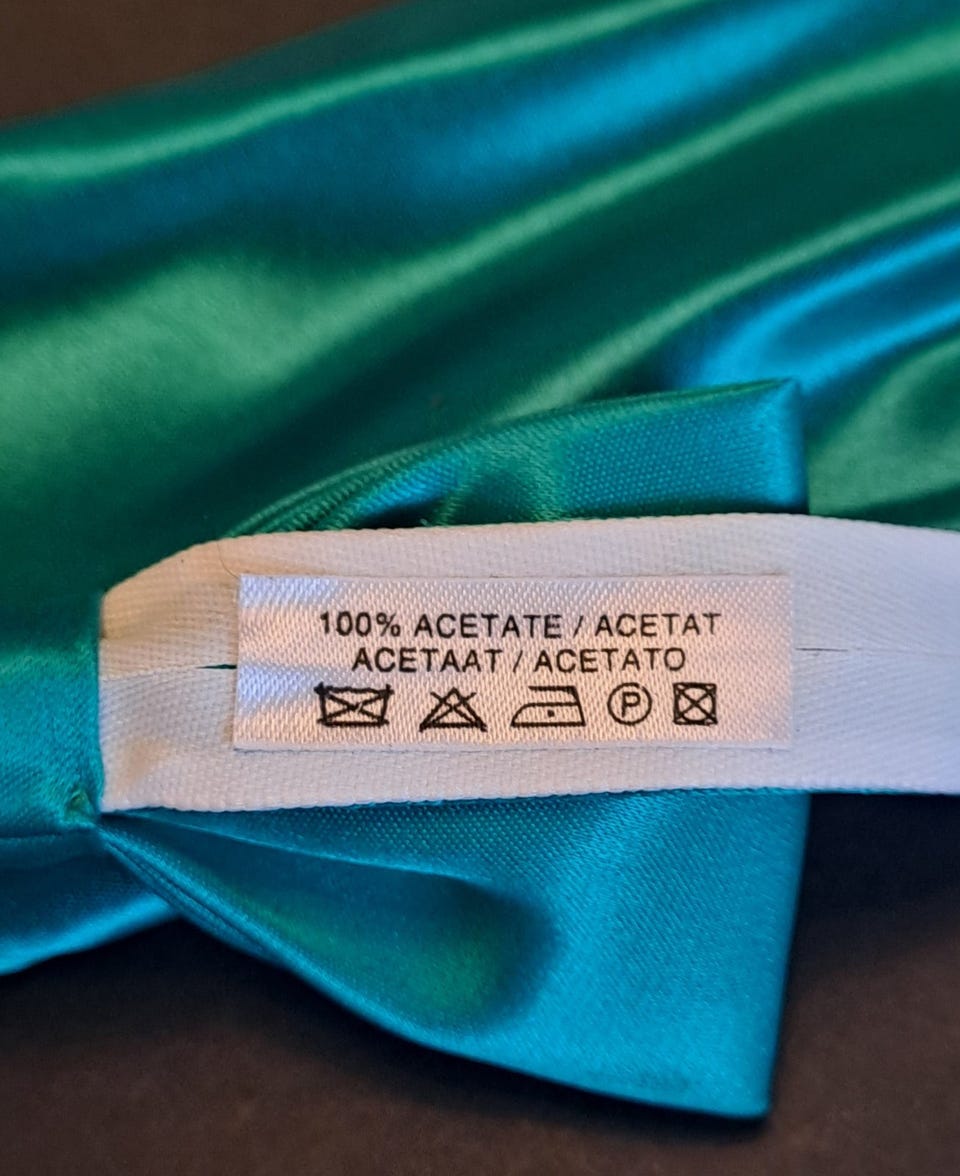 100% ACETATE / ACETAT
ACETAAT / ACETATO
P